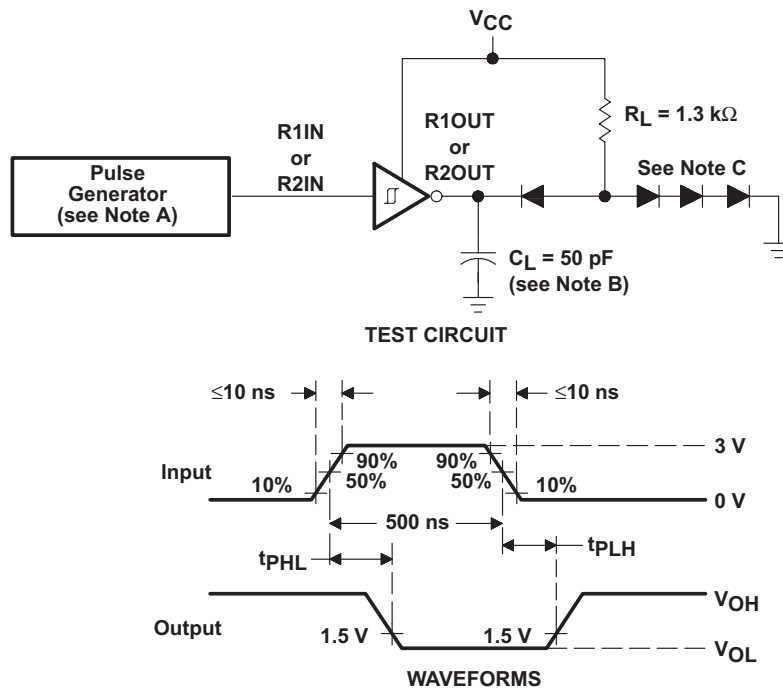 VCC
RL = 1.3 kΩ
R1IN
or
R2IN
R1OUT
or
R2OUT
See Note C
Pulse
Generator
(see Note A)
CL = 50 pF
(see Note B)
TEST CIRCUIT
≤10 ns
≤10 ns
3 V
90%
90%
Input
50%
50%
10%
10%
0 V
500 ns
tPHL
tPLH
VOH
Output
1.5 V
1.5 V
VOL
WAVEFORMS